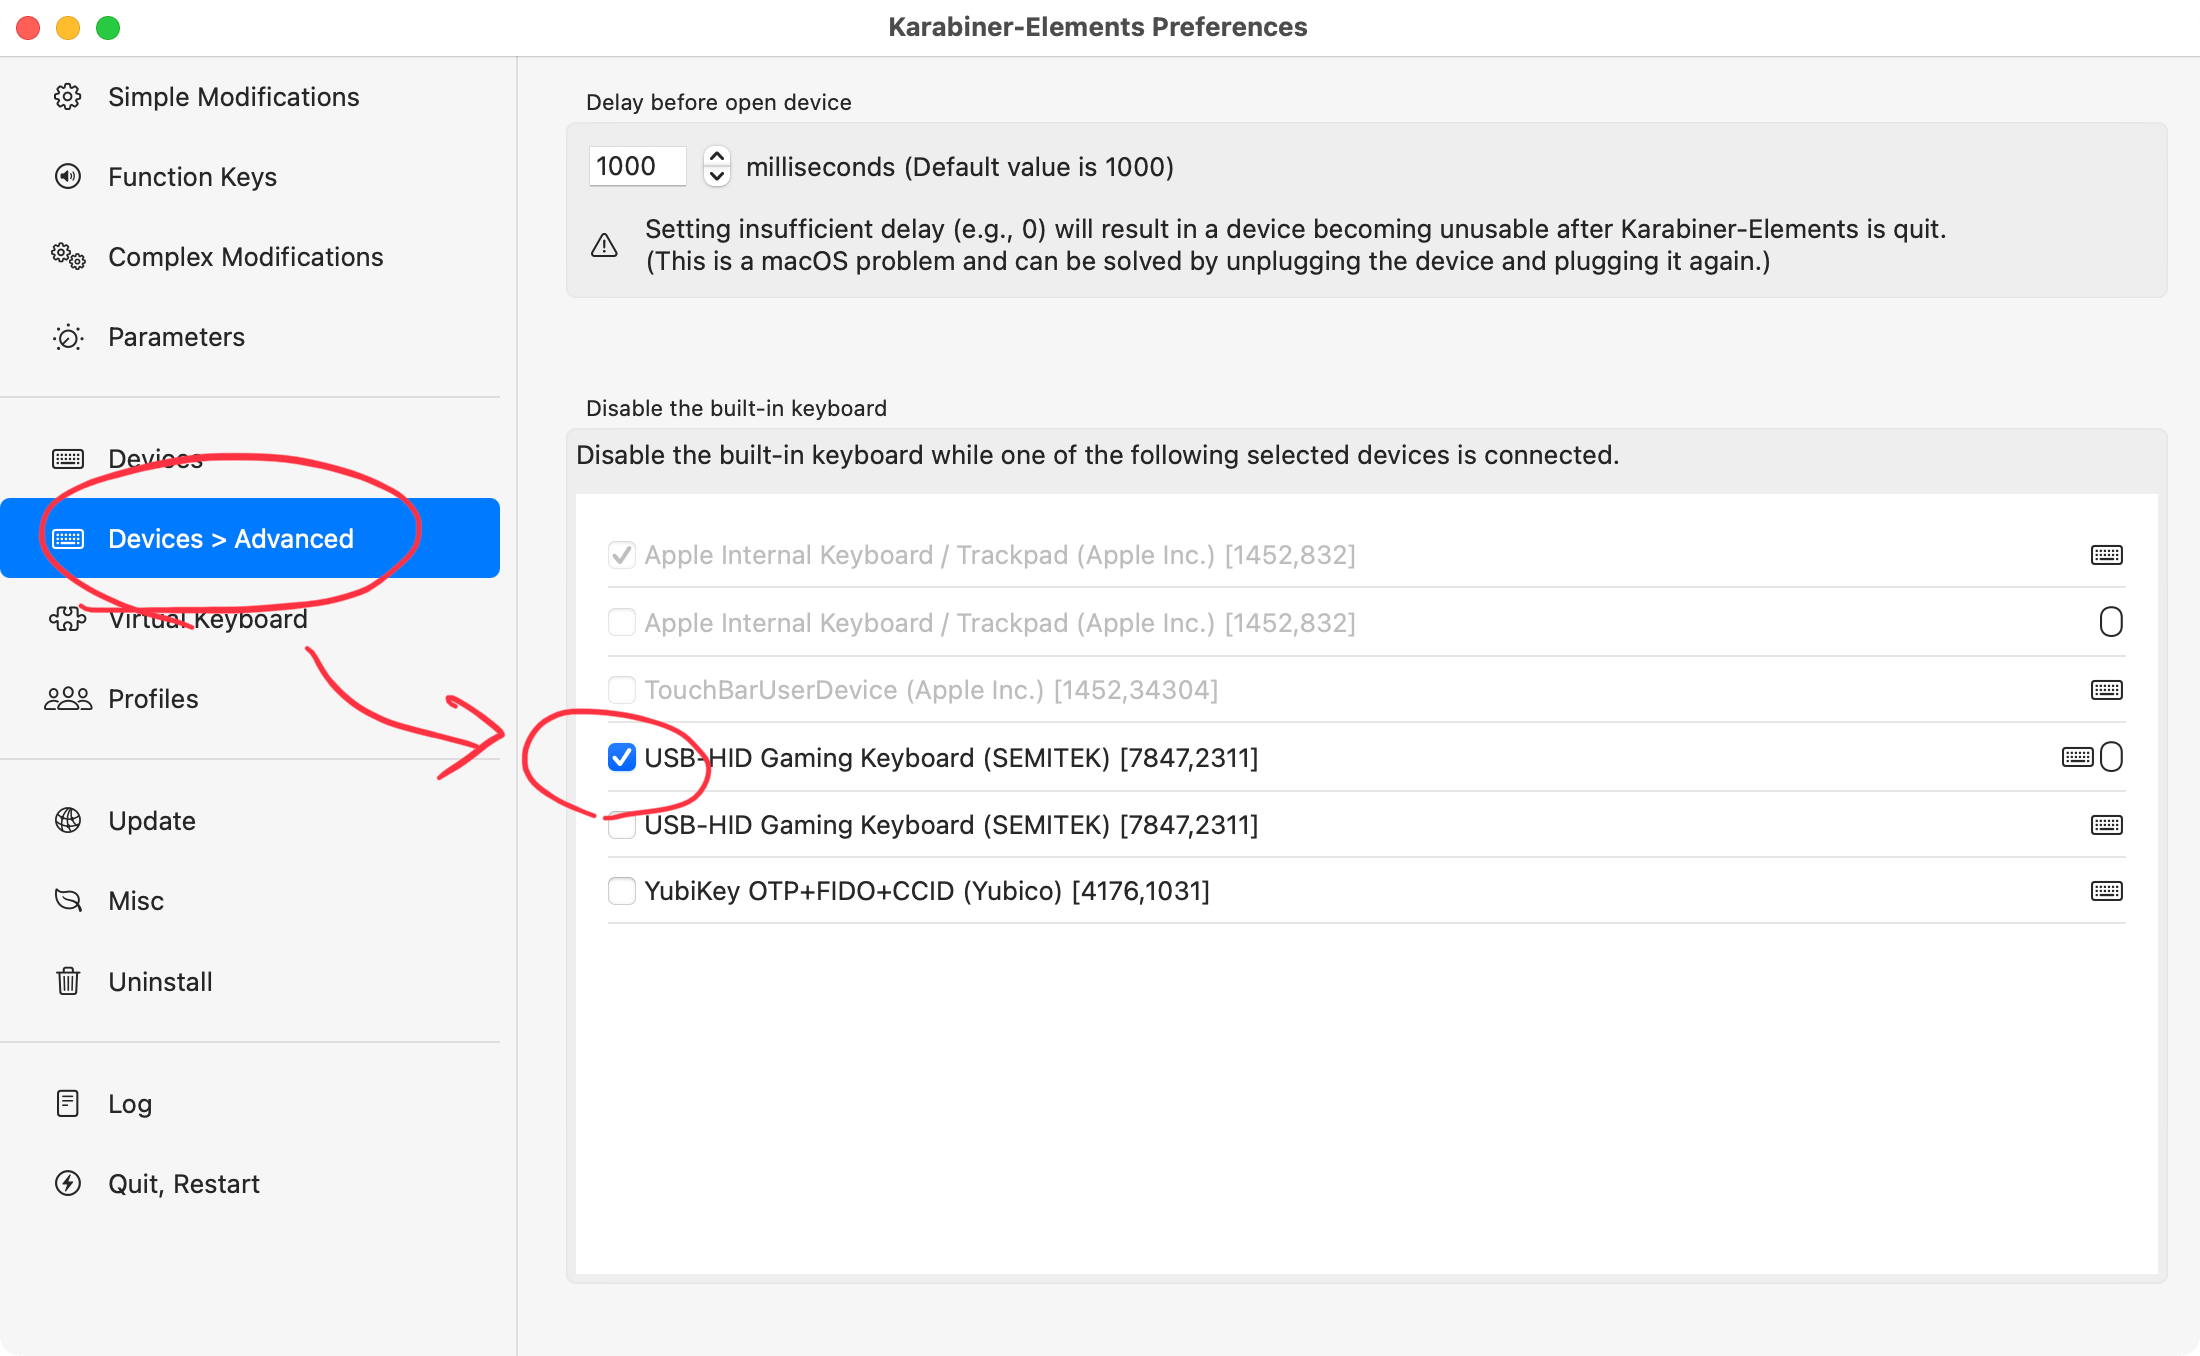 Karabiner-Elements Preferences
Simple Modifications
Function Keys
Complex Modifications
Parameters
Devices
Devices > Advanced
Virtual Keyboard
Profiles
Update
Misc
Uninstall
Log
Quit, Restart
Delay before open device
1000 milliseconds (Default value is 1000)
Setting insufficient delay (e.g., 0) will result in a device becoming unusable after Karabiner-Elements is quit.
(This is a macOS problem and can be solved by unplugging the device and plugging it again.)
Disable the built-in keyboard
Disable the built-in keyboard while one of the following selected devices is connected.
Apple Internal Keyboard / Trackpad (Apple Inc.) [1452,832]
Apple Internal Keyboard / Trackpad (Apple Inc.) [1452,832]
TouchBarUserDevice (Apple Inc.) [1452,34304]
USB-HID Gaming Keyboard (SEMITEK) [7847,2311]
USB-HID Gaming Keyboard (SEMITEK) [7847,2311]
YubiKey OTP+FIDO+CCID (Yubico) [4176,1031]